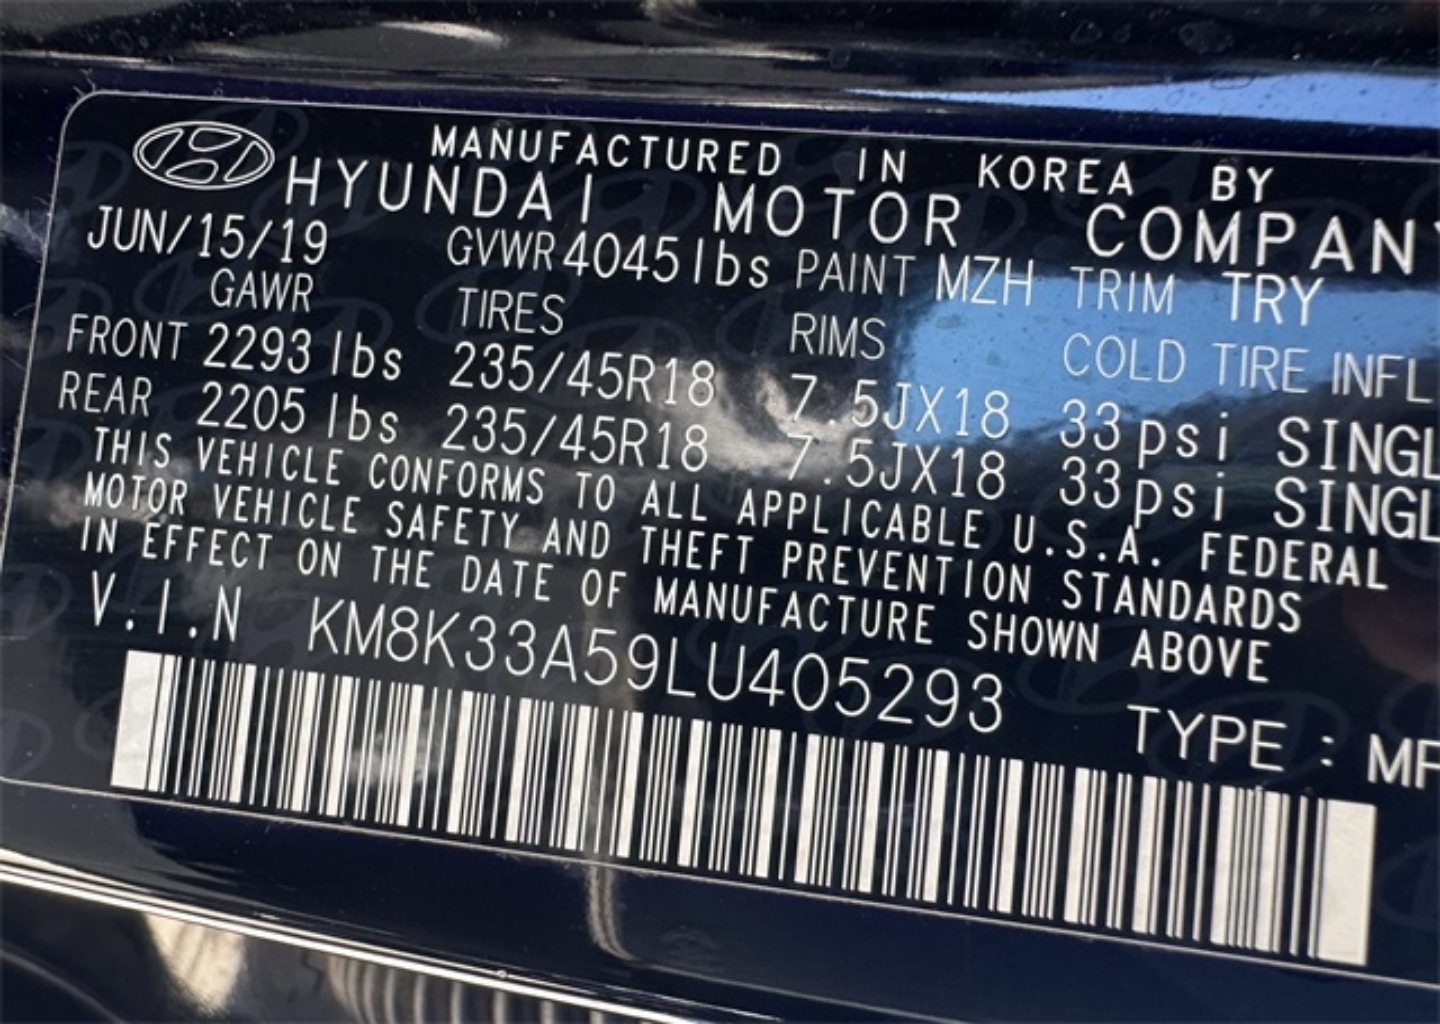 MANUFACTURED IN KOREA BY
HYUNDAI MOTOR COMPANY
JUN/15/19 GVWR 4045 lbs PAINT MZH TRIM TRY
GAWR TIRES RIMS COLD TIRE INFL
FRONT 2293 lbs 235/45R18 7.5JX18 33psi SINGL
REAR 2205 lbs 235/45R18 7.5JX18 33psi SINGL
THIS VEHICLE CONFORMS TO ALL APPLICABLE U.S.A. FEDERAL
MOTOR VEHICLE SAFETY AND THEFT PREVENTION STANDARDS
IN EFFECT ON THE DATE OF MANUFACTURE SHOWN ABOVE
V.I.N KM8K33A59LU405293
TYPE : MP